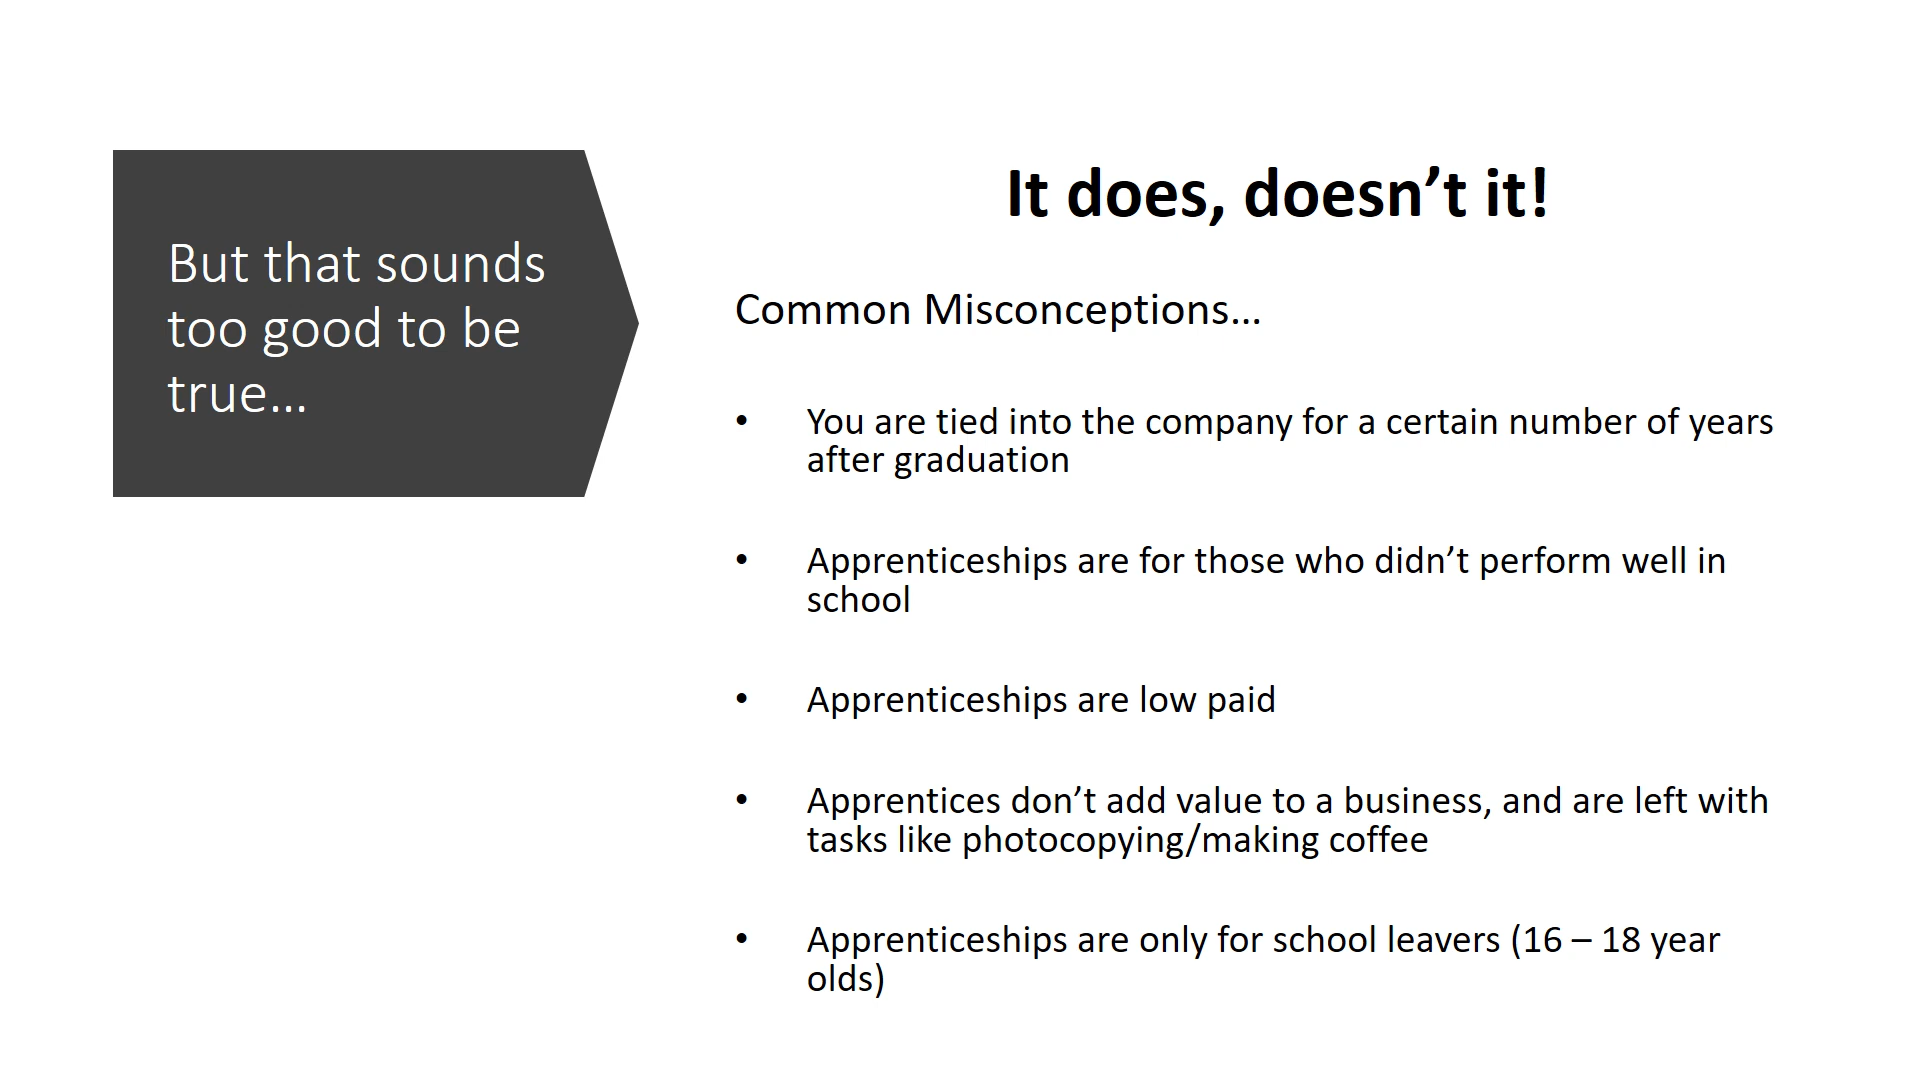 But that sounds
too good to be
true…
It does, doesn’t it!
Common Misconceptions…
• You are tied into the company for a certain number of years
after graduation
• Apprenticeships are for those who didn’t perform well in
school
• Apprenticeships are low paid
• Apprentices don’t add value to a business, and are left with
tasks like photocopying/making coffee
• Apprenticeships are only for school leavers (16 – 18 year
olds)